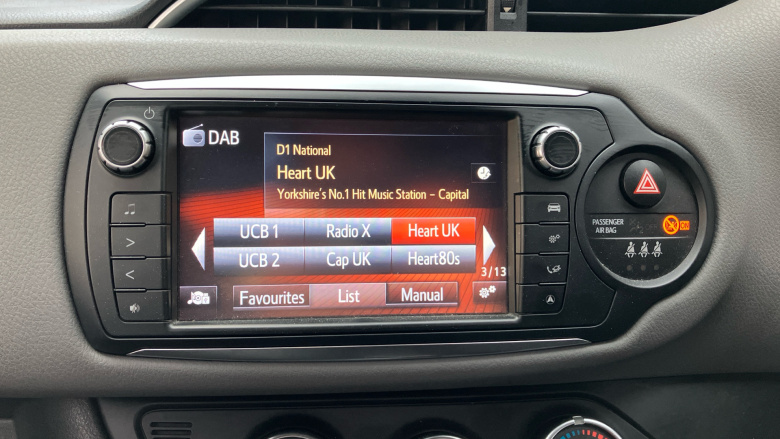 DAB
D1 National
Heart UK
Yorkshire's No.1 Hit Music Station - Capital
UCB 1 Radio X Heart UK
UCB 2 Cap UK Heart80s
3/13
Favourites List Manual
PASSENGER
AIR BAG
ON